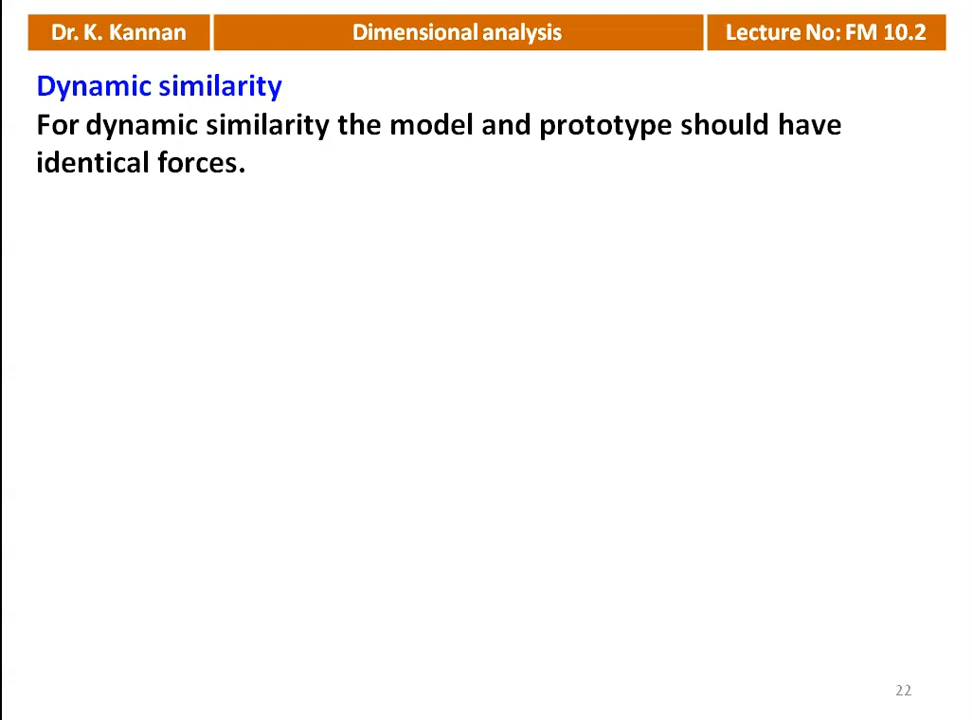 Dr. K. Kannan
Dimensional analysis
Lecture No: FM 10.2
Dynamic similarity
For dynamic similarity the model and prototype should have
identical forces.
22